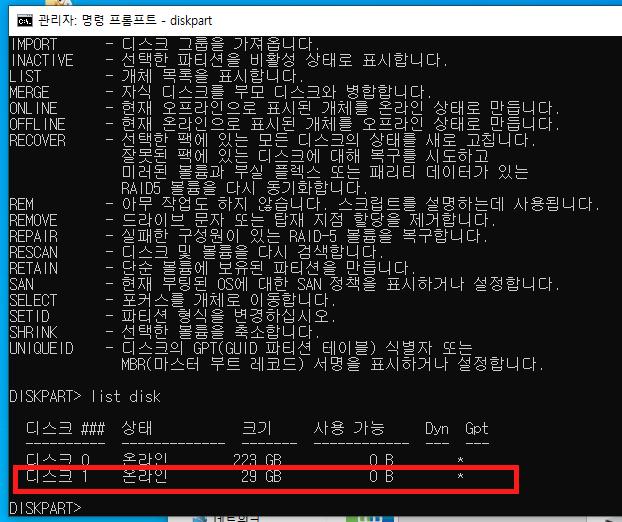 관리자: 명령 프롬프트 - diskpart
IMPORT - 디스크 그룹을 가져옵니다.
INACTIVE - 선택한 파티션을 비활성 상태로 표시합니다.
LIST - 개체 목록을 표시합니다.
MERGE - 자식 디스크를 부모 디스크와 병합합니다.
ONLINE - 현재 오프라인으로 표시된 개체를 온라인 상태로 만듭니다.
OFFLINE - 현재 온라인으로 표시된 개체를 오프라인 상태로 만듭니다.
RECOVER - 선택한 팩에 있는 모든 디스크의 상태를 새로 고칩니다.
잘못된 팩에 있는 디스크에 대해 복구를 시도하고
미러된 볼륨과 부실 플렉스 또는 패리티 데이터가 있는
RAID5 볼륨을 다시 동기화합니다.
REM - 아무 작업도 하지 않습니다. 스크립트를 설명하는데 사용됩니다.
REMOVE - 드라이브 문자 또는 탑재 지점 할당을 제거합니다.
REPAIR - 실패한 구성원이 있는 RAID-5 볼륨을 복구합니다.
RESCAN - 디스크 및 볼륨을 다시 검색합니다.
RETAIN - 단순 볼륨에 보유된 파티션을 만듭니다.
SAN - 현재 부팅된 OS에 대한 SAN 정책을 표시하거나 설정합니다.
SELECT - 포커스를 개체로 이동합니다.
SETID - 파티션 형식을 변경하십시오.
SHRINK - 선택한 볼륨을 축소합니다.
UNIQUEID - 디스크의 GPT(GUID 파티션 테이블) 식별자 또는
MBR(마스터 부트 레코드) 서명을 표시하거나 설정합니다.
DISKPART> list disk
디스크 ### 상태 크기 사용 가능 Dyn Gpt
---------- ------------- ------- ------------- --- ---
디스크 0 온라인 223 GB 0 B *
디스크 1 온라인 29 GB 0 B *
DISKPART>